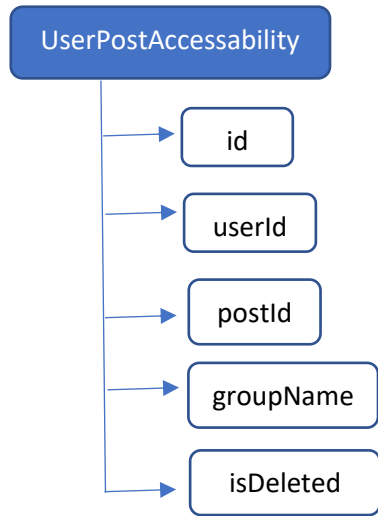 UserPostAccessability
id
userId
postId
groupName
isDeleted